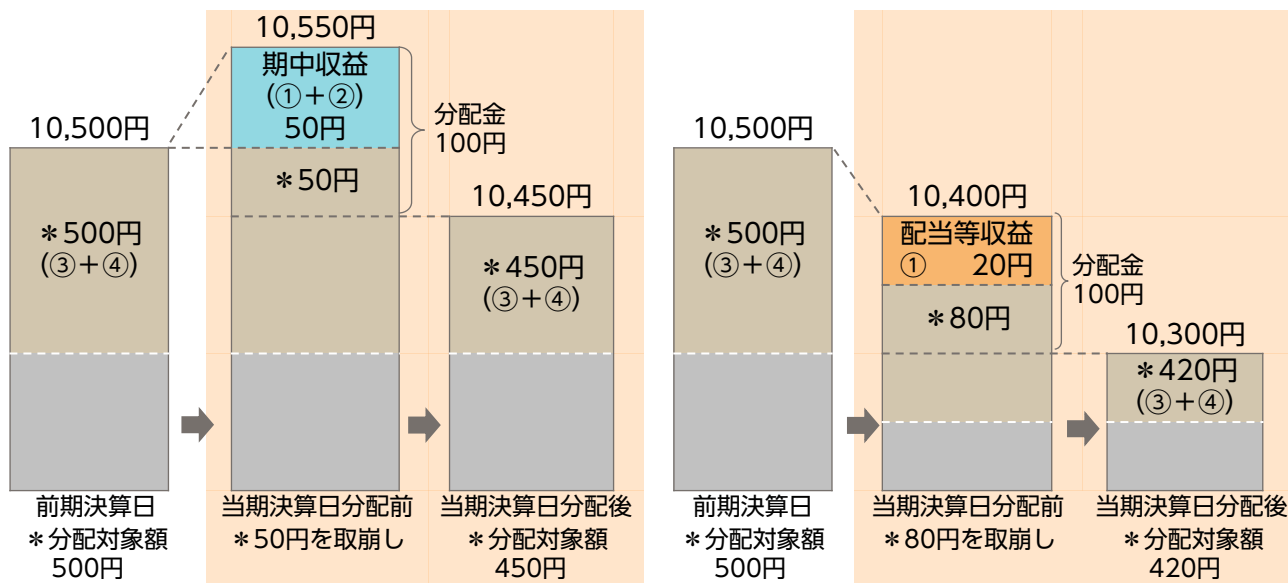 10,500円
＊500円
(③＋④)
前期決算日
＊分配対象額
500円
10,550円
期中収益
(①＋②)
50円
＊50円
分配金
100円
当期決算日分配前
＊50円を取崩し
10,450円
＊450円
(③＋④)
当期決算日分配後
＊分配対象額
450円
10,500円
＊500円
(③＋④)
前期決算日
＊分配対象額
500円
10,400円
配当等収益
① 20円
＊80円
分配金
100円
当期決算日分配前
＊80円を取崩し
10,300円
＊420円
(③＋④)
当期決算日分配後
＊分配対象額
420円